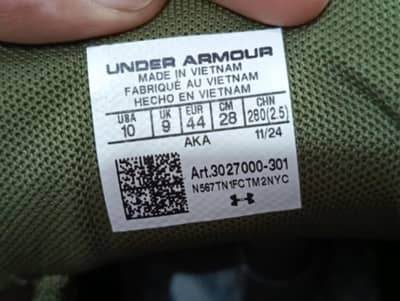 UNDER ARMOUR
MADE IN VIETNAM
FABRIQUÉ AU VIETNAM
HECHO EN VIETNAM
USA UK EUR CM CHN
10 9 44 28 280(2.5)
AKA 11/24
Art.3027000-301
N567TN1FCTM2NYC